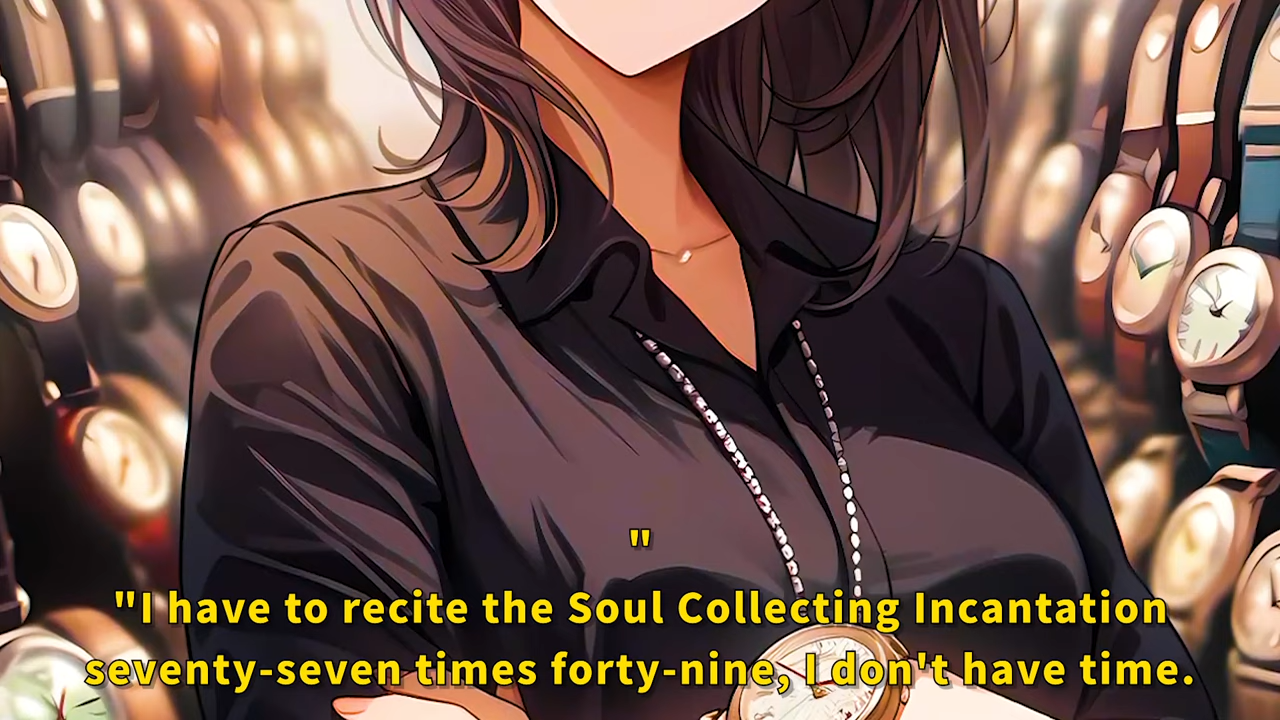 "
"I have to recite the Soul Collecting Incantation
seventy-seven times forty-nine, I don't have time.